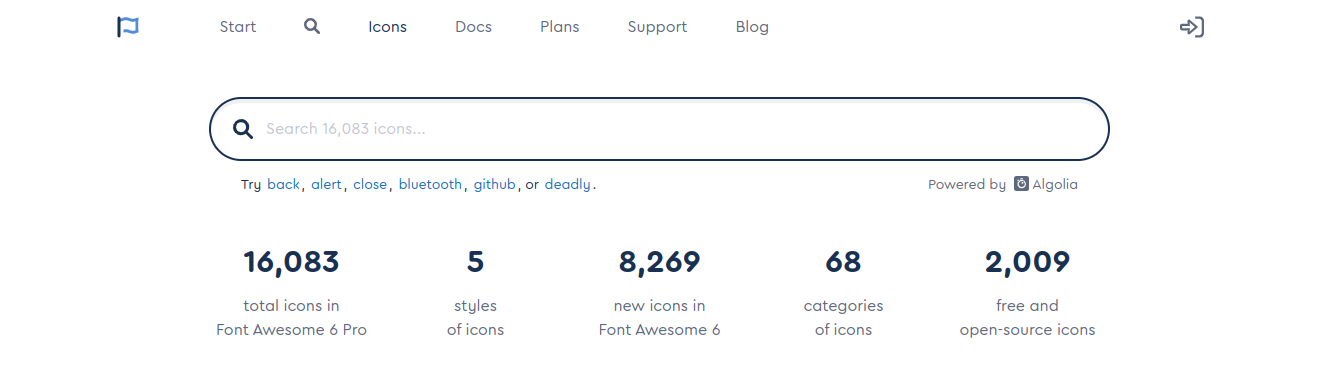 Start Icons Docs Plans Support Blog
Search 16,083 icons...
Try back, alert, close, bluetooth, github, or deadly.
Powered by Algolia
16,083 5 8,269 68 2,009
total icons in styles new icons in categories free and
Font Awesome 6 Pro of icons Font Awesome 6 of icons open-source icons